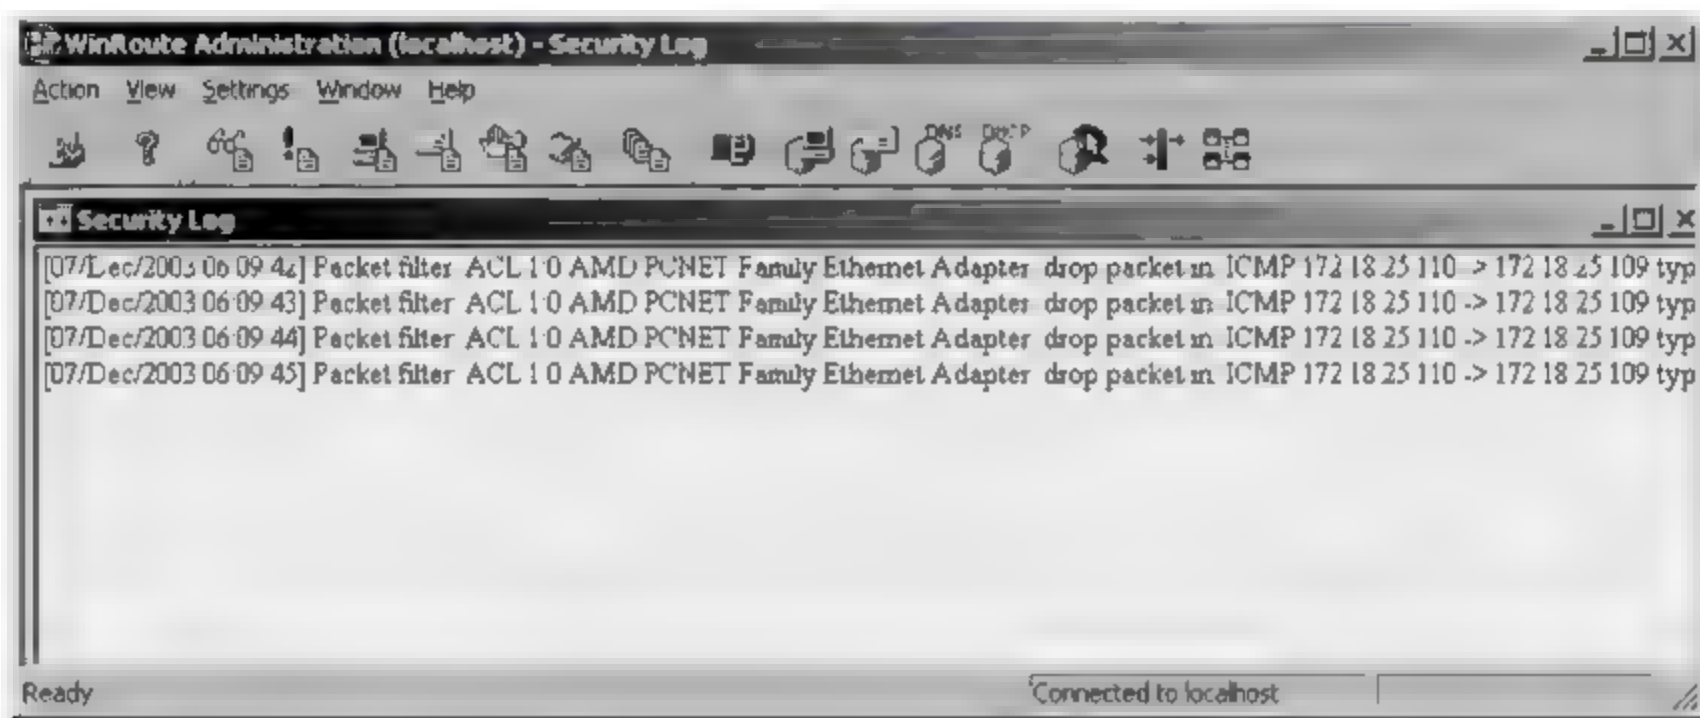 WinRoute Administration (localhost) - Security Log
Action View Settings Window Help
DNS DHCP
Security Log
[07/Dec/2003 06:09:42] Packet filter ACL 1:0 AMD PCNET Family Ethernet Adapter drop packet in ICMP 172.18.25.110 -> 172.18.25.109 typ
[07/Dec/2003 06:09:43] Packet filter ACL 1:0 AMD PCNET Family Ethernet Adapter drop packet in ICMP 172.18.25.110 -> 172.18.25.109 typ
[07/Dec/2003 06:09:44] Packet filter ACL 1:0 AMD PCNET Family Ethernet Adapter drop packet in ICMP 172.18.25.110 -> 172.18.25.109 typ
[07/Dec/2003 06:09:45] Packet filter ACL 1:0 AMD PCNET Family Ethernet Adapter drop packet in ICMP 172.18.25.110 -> 172.18.25.109 typ
Ready Connected to localhost